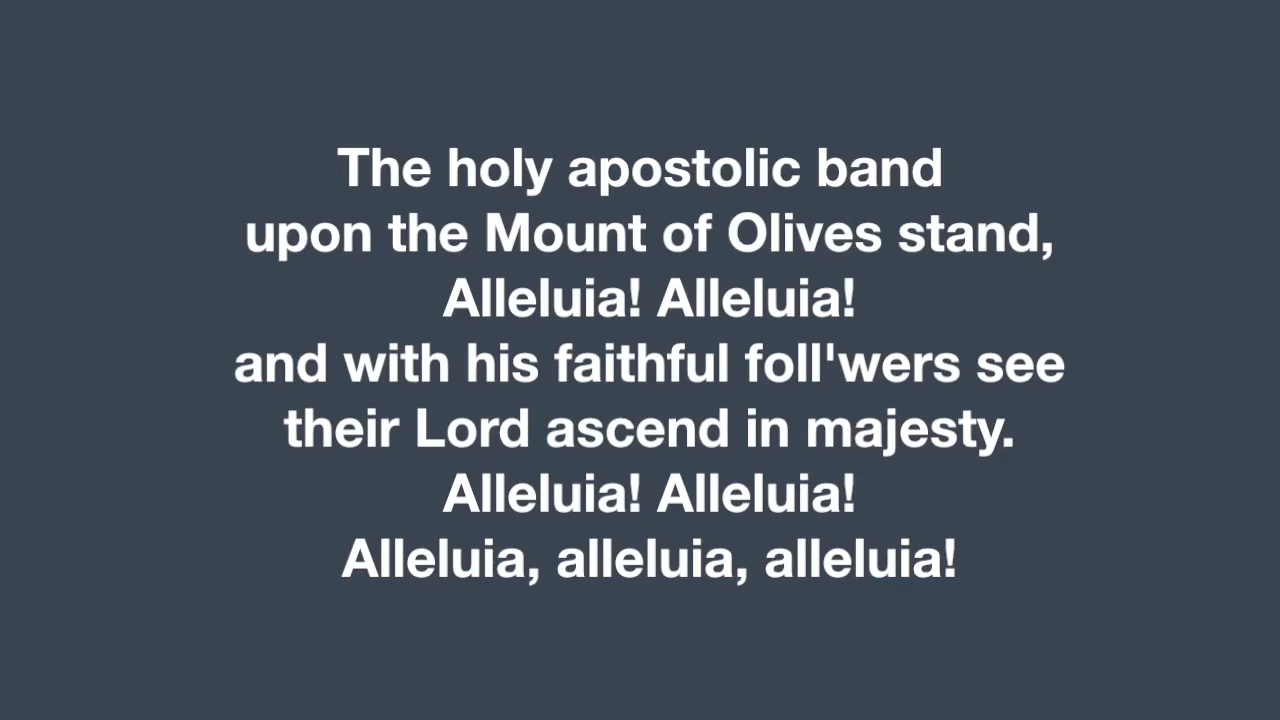 The holy apostolic band
upon the Mount of Olives stand,
Alleluia! Alleluia!
and with his faithful foll'wers see
their Lord ascend in majesty.
Alleluia! Alleluia!
Alleluia, alleluia, alleluia!